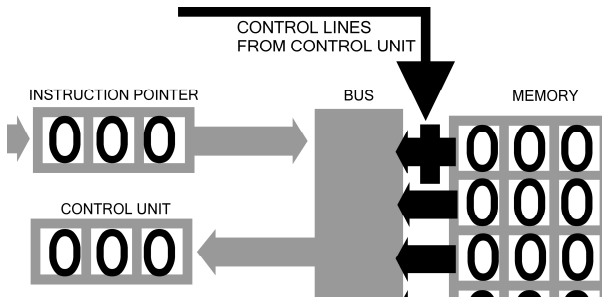 CONTROL LINES
FROM CONTROL UNIT
INSTRUCTION POINTER
BUS
MEMORY
000
000
CONTROL UNIT
000
000
000